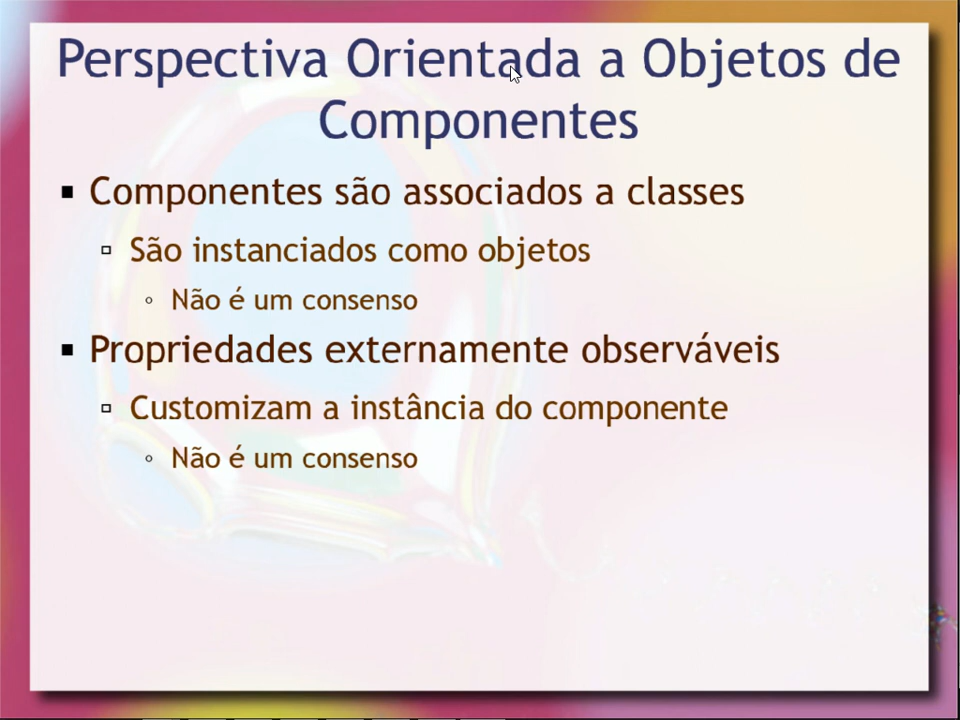 Perspectiva Orientada a Objetos de
Componentes
Componentes são associados a classes
São instanciados como objetos
Não é um consenso
Propriedades externamente observáveis
Customizam a instância do componente
Não é um consenso